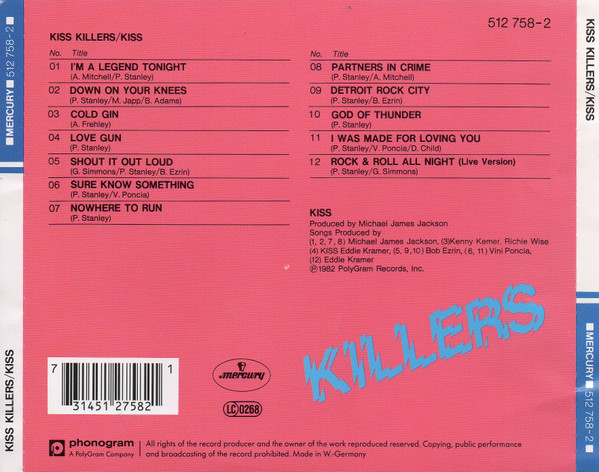 512 758-2
KISS KILLERS/KISS
No. Title
01 I'M A LEGEND TONIGHT
(A. Mitchell/P. Stanley)
02 DOWN ON YOUR KNEES
(P. Stanley/M. Japp/B. Adams)
03 COLD GIN
(A. Frehley)
04 LOVE GUN
(P. Stanley)
05 SHOUT IT OUT LOUD
(G. Simmons/P. Stanley/B. Ezrin)
06 SURE KNOW SOMETHING
(P. Stanley/V. Poncia)
07 NOWHERE TO RUN
(P. Stanley)
No. Title
08 PARTNERS IN CRIME
(P. Stanley/A. Mitchell)
09 DETROIT ROCK CITY
(P. Stanley/B. Ezrin)
10 GOD OF THUNDER
(P. Stanley)
11 I WAS MADE FOR LOVING YOU
(P. Stanley/V. Poncia/D. Child)
12 ROCK & ROLL ALL NIGHT (Live Version)
(P. Stanley/G. Simmons)
KISS
Produced by Michael James Jackson
Songs Produced by
(1, 2, 7, 8) Michael James Jackson, (3)Kenny Kerner, Richie Wise
(4) KISS Eddie Kramer, (5, 9, 10) Bob Ezrin, (6, 11) Vini Poncia,
(12) Eddie Kramer
℗1982 PolyGram Records, Inc.
KILLERS
7 31451 27582 1
mercury
LC 0268
phonogram
A PolyGram Company
All rights of the record producer and the owner of the work reproduced reserved. Copying, public performance
and broadcasting of the record prohibited. Made in W.-Germany
MERCURY 512 758-2
KISS KILLERS/KISS
KISS KILLERS/KISS
MERCURY 512 758-2